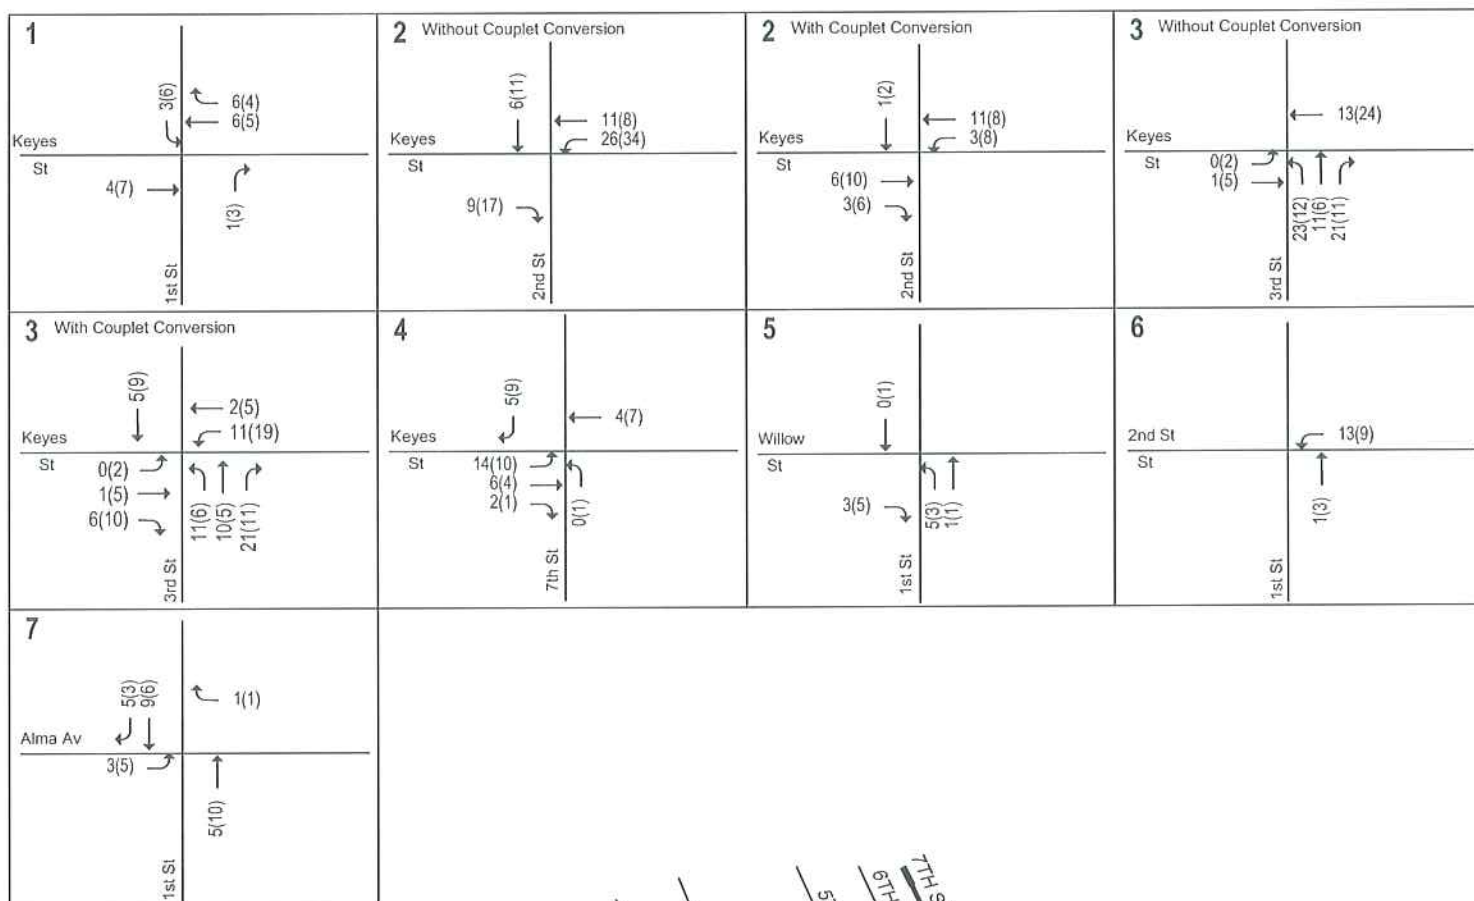 1
3(6)
6(4)
6(5)
Keyes
St
4(7)
1(3)
1st St
2 Without Couplet Conversion
6(11)
11(8)
26(34)
Keyes
St
9(17)
2nd St
2 With Couplet Conversion
1(2)
11(8)
3(8)
Keyes
St
6(10)
3(6)
2nd St
3 Without Couplet Conversion
13(24)
Keyes
St
0(2)
1(5)
23(12)
11(6)
21(11)
3rd St
3 With Couplet Conversion
5(9)
2(5)
11(19)
Keyes
St
0(2)
1(5)
6(10)
11(6)
10(5)
21(11)
3rd St
4
5(9)
4(7)
Keyes
St
14(10)
6(4)
2(1)
0(1)
7th St
5
0(1)
Willow
St
3(5)
5(3)
1(1)
1st St
6
13(9)
2nd St
St
1(3)
1st St
7
5(3)
9(6)
1(1)
Alma Av
3(5)
5(10)
1st St
6TH
7TH S